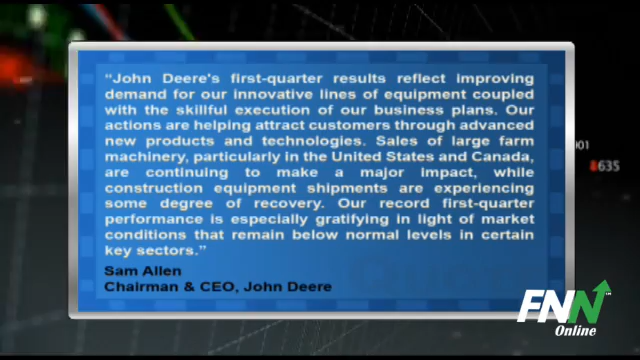 "John Deere's first-quarter results reflect improving
demand for our innovative lines of equipment coupled
with the skillful execution of our business plans. Our
actions are helping attract customers through advanced
new products and technologies. Sales of large farm
machinery, particularly in the United States and Canada,
are continuing to make a major impact, while
construction equipment shipments are experiencing
some degree of recovery. Our record first-quarter
performance is especially gratifying in light of market
conditions that remain below normal levels in certain
key sectors."
Sam Allen
Chairman & CEO, John Deere
635
FNN
Online